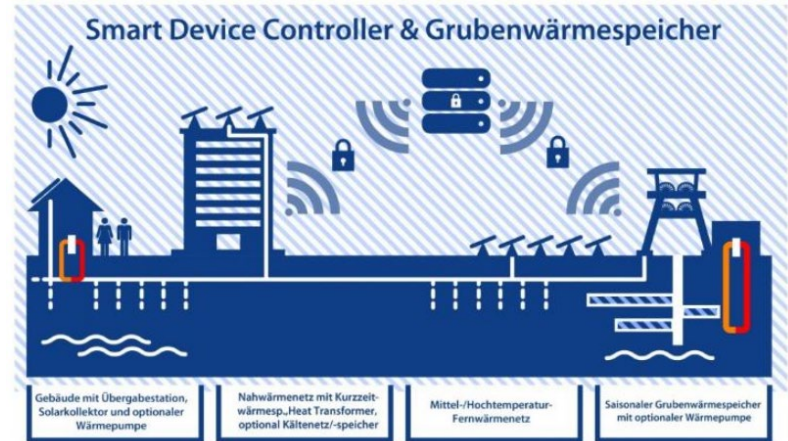 Smart Device Controller & Grubenwärmespeicher
Gebäude mit Übergabestation,
Solarkollektor und optionaler
Wärmepumpe
Nahwärmenetz mit Kurzzeit-
wärmesp.,Heat Transformer,
optional Kältenetz/-speicher
Mittel-/Hochtemperatur-
Fernwärmenetz
Saisonaler Grubenwärmespeicher
mit optionaler Wärmepumpe